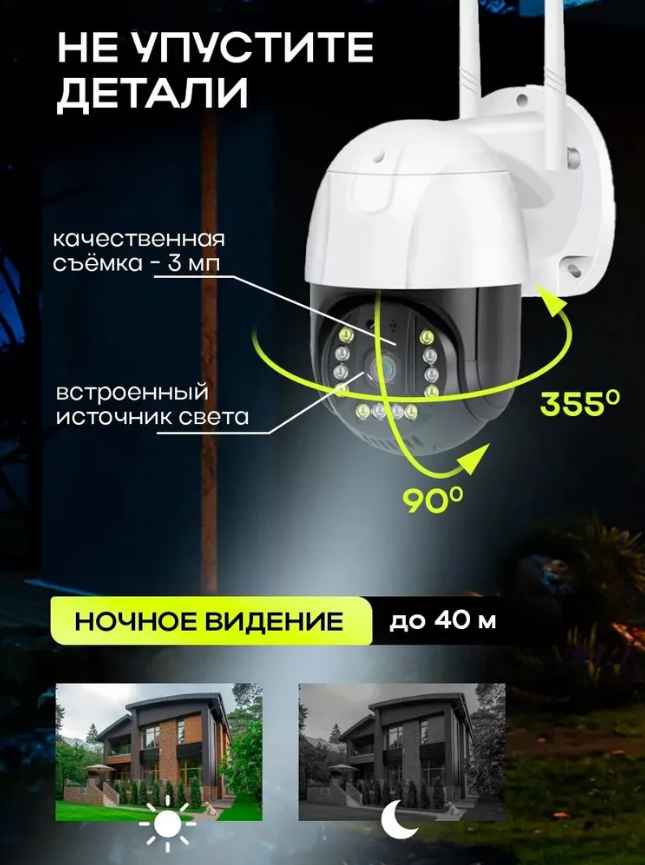 НЕ УПУСТИТЕ
ДЕТАЛИ
качественная
съёмка - 3 мп
встроенный
источник света
355⁰
90⁰
НОЧНОЕ ВИДЕНИЕ до 40 м